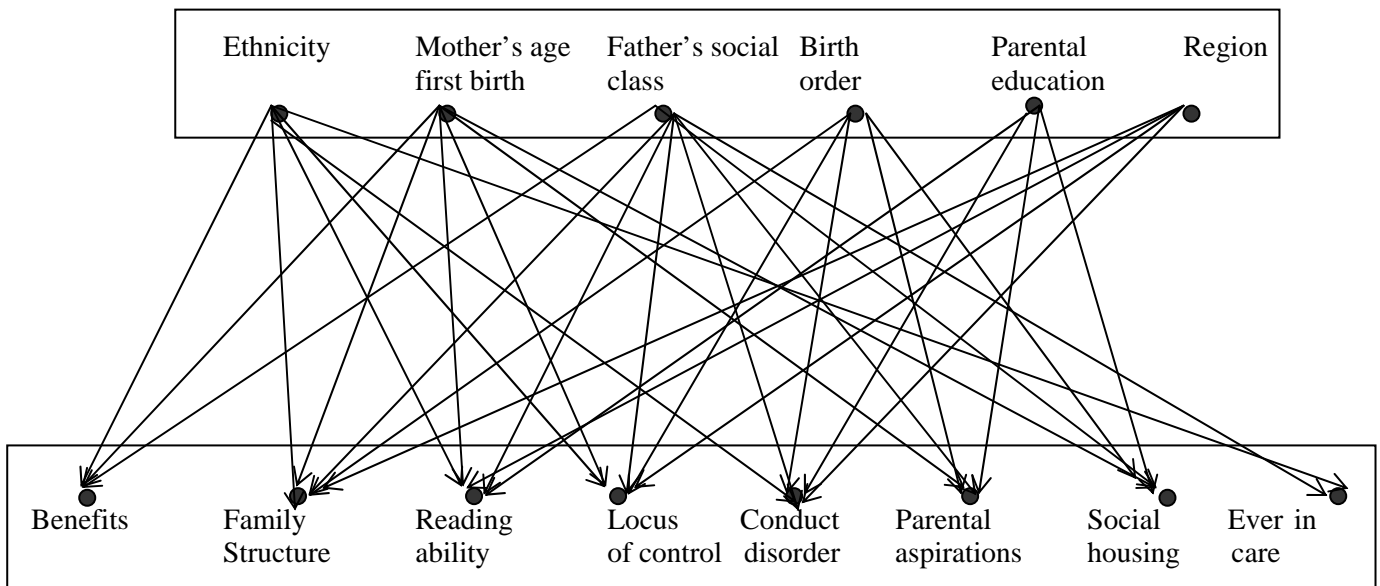 Ethnicity Mother’s age Father’s social Birth Parental Region
first birth class order education
Benefits Family Reading Locus Conduct Parental Social Ever in
Structure ability of control disorder aspirations housing care